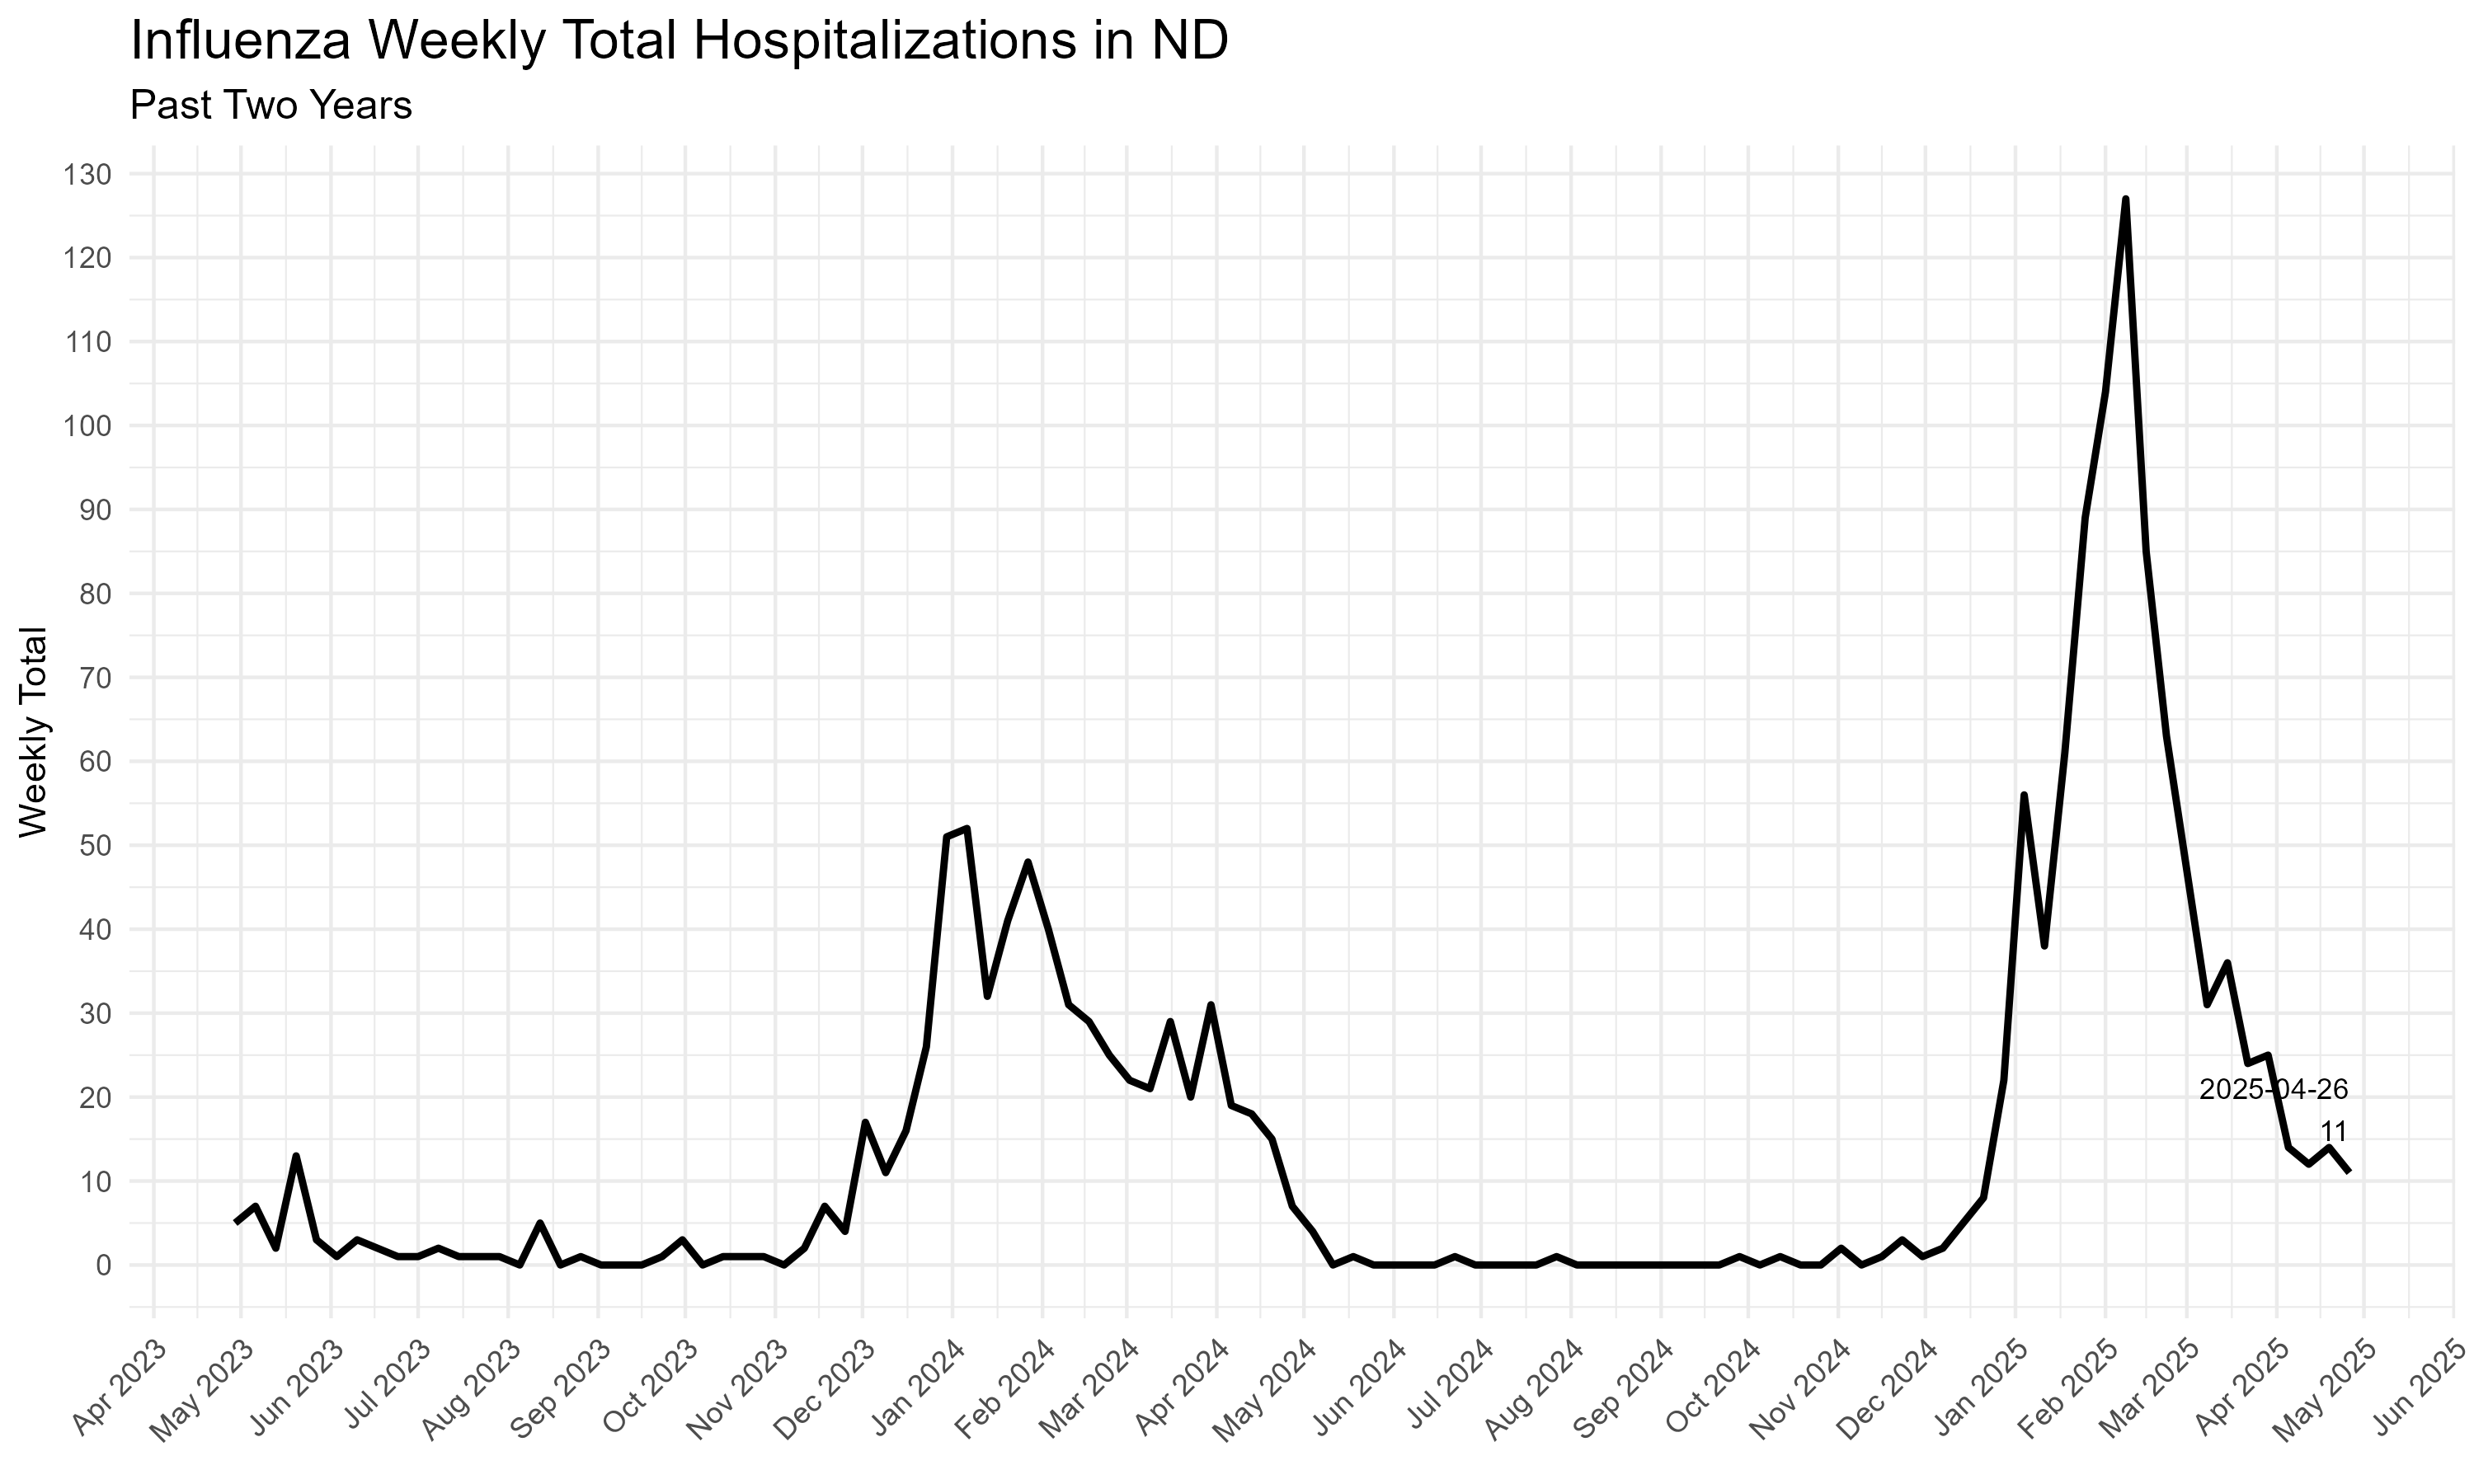 Influenza Weekly Total Hospitalizations in ND
Past Two Years
130
120
110
100
90
80
70
60
50
40
30
20
10
0
Weekly Total
2025-04-26
11
Apr 2023
May 2023
Jun 2023
Jul 2023
Aug 2023
Sep 2023
Oct 2023
Nov 2023
Dec 2023
Jan 2024
Feb 2024
Mar 2024
Apr 2024
May 2024
Jun 2024
Jul 2024
Aug 2024
Sep 2024
Oct 2024
Nov 2024
Dec 2024
Jan 2025
Feb 2025
Mar 2025
Apr 2025
May 2025
Jun 2025